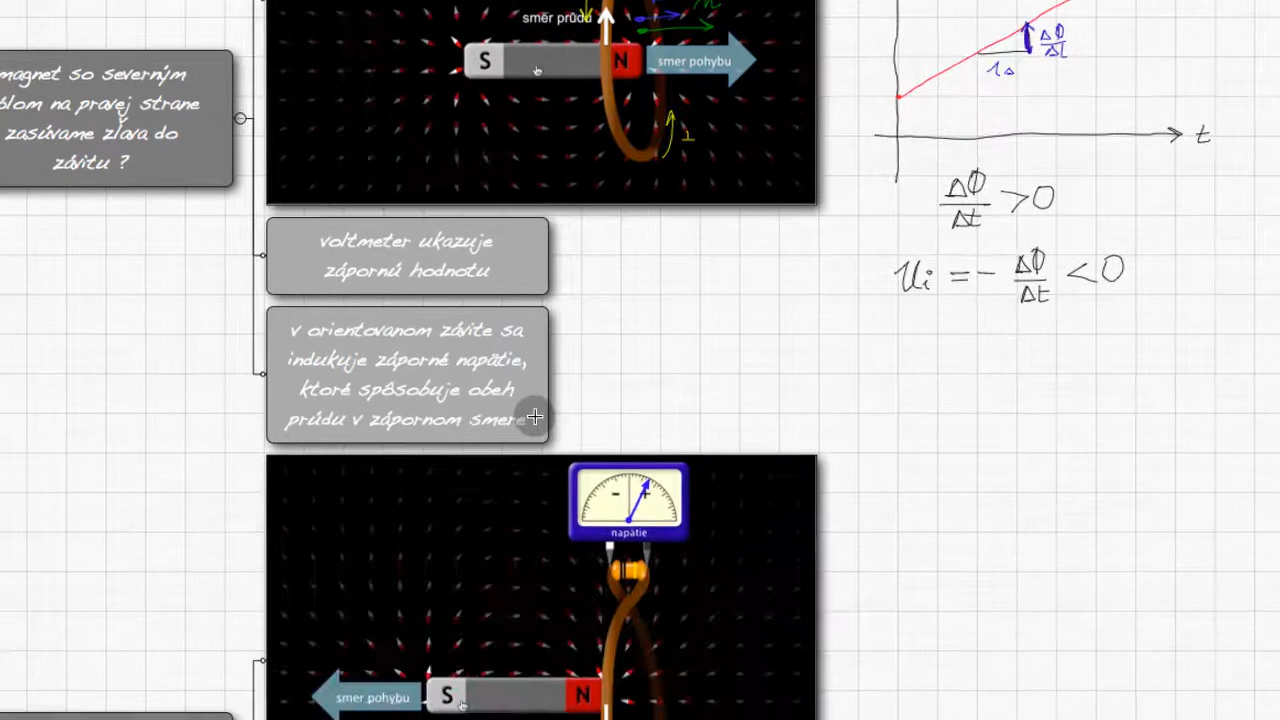 smer prúdu
S
N
smer pohybu
magnet so severným
na pravej strane
zasúvame zľava do
závitu ?
I
voltmeter ukazuje
zápornú hodnotu
v orientovanom závite sa
indukuje záporné napätie,
ktoré spôsobuje obeh
prúdu v zápornom smere
- +
napätie
smer pohybu
S
N
ΔΦ
Δt
1s
t
ΔΦ/Δt > 0
Ui = - ΔΦ/Δt < 0